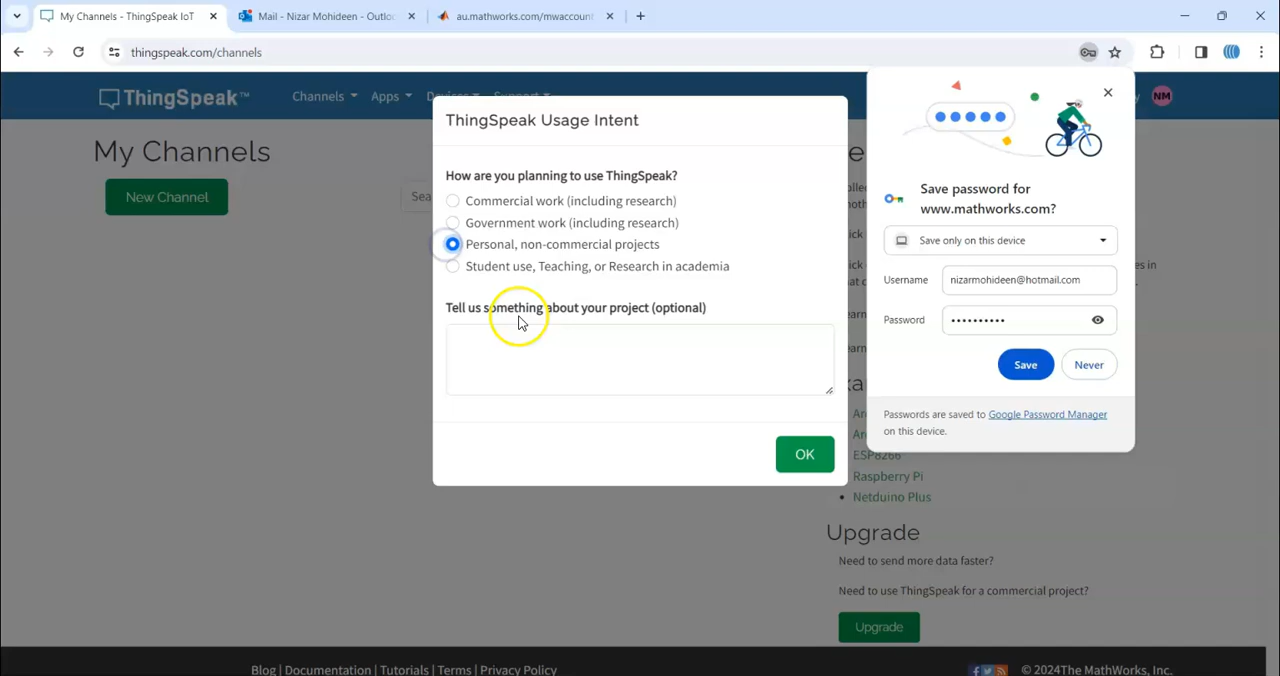 My Channels - ThingSpeak IoT
Mail - Nizar Mohideen - Outloo
au.mathworks.com/mwaccount
thingspeak.com/channels
ThingSpeak™
Channels
Apps
Devices
Support
NM
My Channels
New Channel
Sea
ThingSpeak Usage Intent
How are you planning to use ThingSpeak?
Commercial work (including research)
Government work (including research)
Personal, non-commercial projects
Student use, Teaching, or Research in academia
Tell us something about your project (optional)
OK
Save password for
www.mathworks.com?
Save only on this device
Username
nizarmohideen@hotmail.com
Password
••••••••••
Save
Never
Passwords are saved to Google Password Manager
on this device.
ESP8266
Raspberry Pi
Netduino Plus
Upgrade
Need to send more data faster?
Need to use ThingSpeak for a commercial project?
Upgrade
Blog | Documentation | Tutorials | Terms | Privacy Policy
© 2024The MathWorks, Inc.